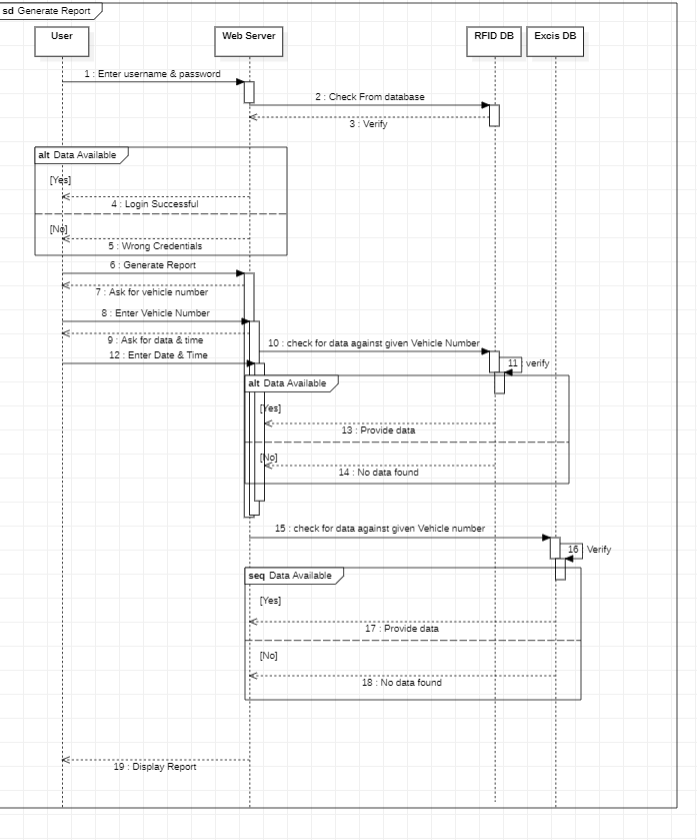 sd Generate Report
User
Web Server
RFID DB
Excis DB
1 : Enter username & password
2 : Check From database
3 : Verify
alt Data Available
[Yes]
4 : Login Successful
[No]
5 : Wrong Credentials
6 : Generate Report
7 : Ask for vehicle number
8 : Enter Vehicle Number
9 : Ask for data & time
10 : check for data against given Vehicle Number
12 : Enter Date & Time
11 : verify
alt Data Available
[Yes]
13 : Provide data
[No]
14 : No data found
15 : check for data against given Vehicle number
16 : Verify
seq Data Available
[Yes]
17 : Provide data
[No]
18 : No data found
19 : Display Report